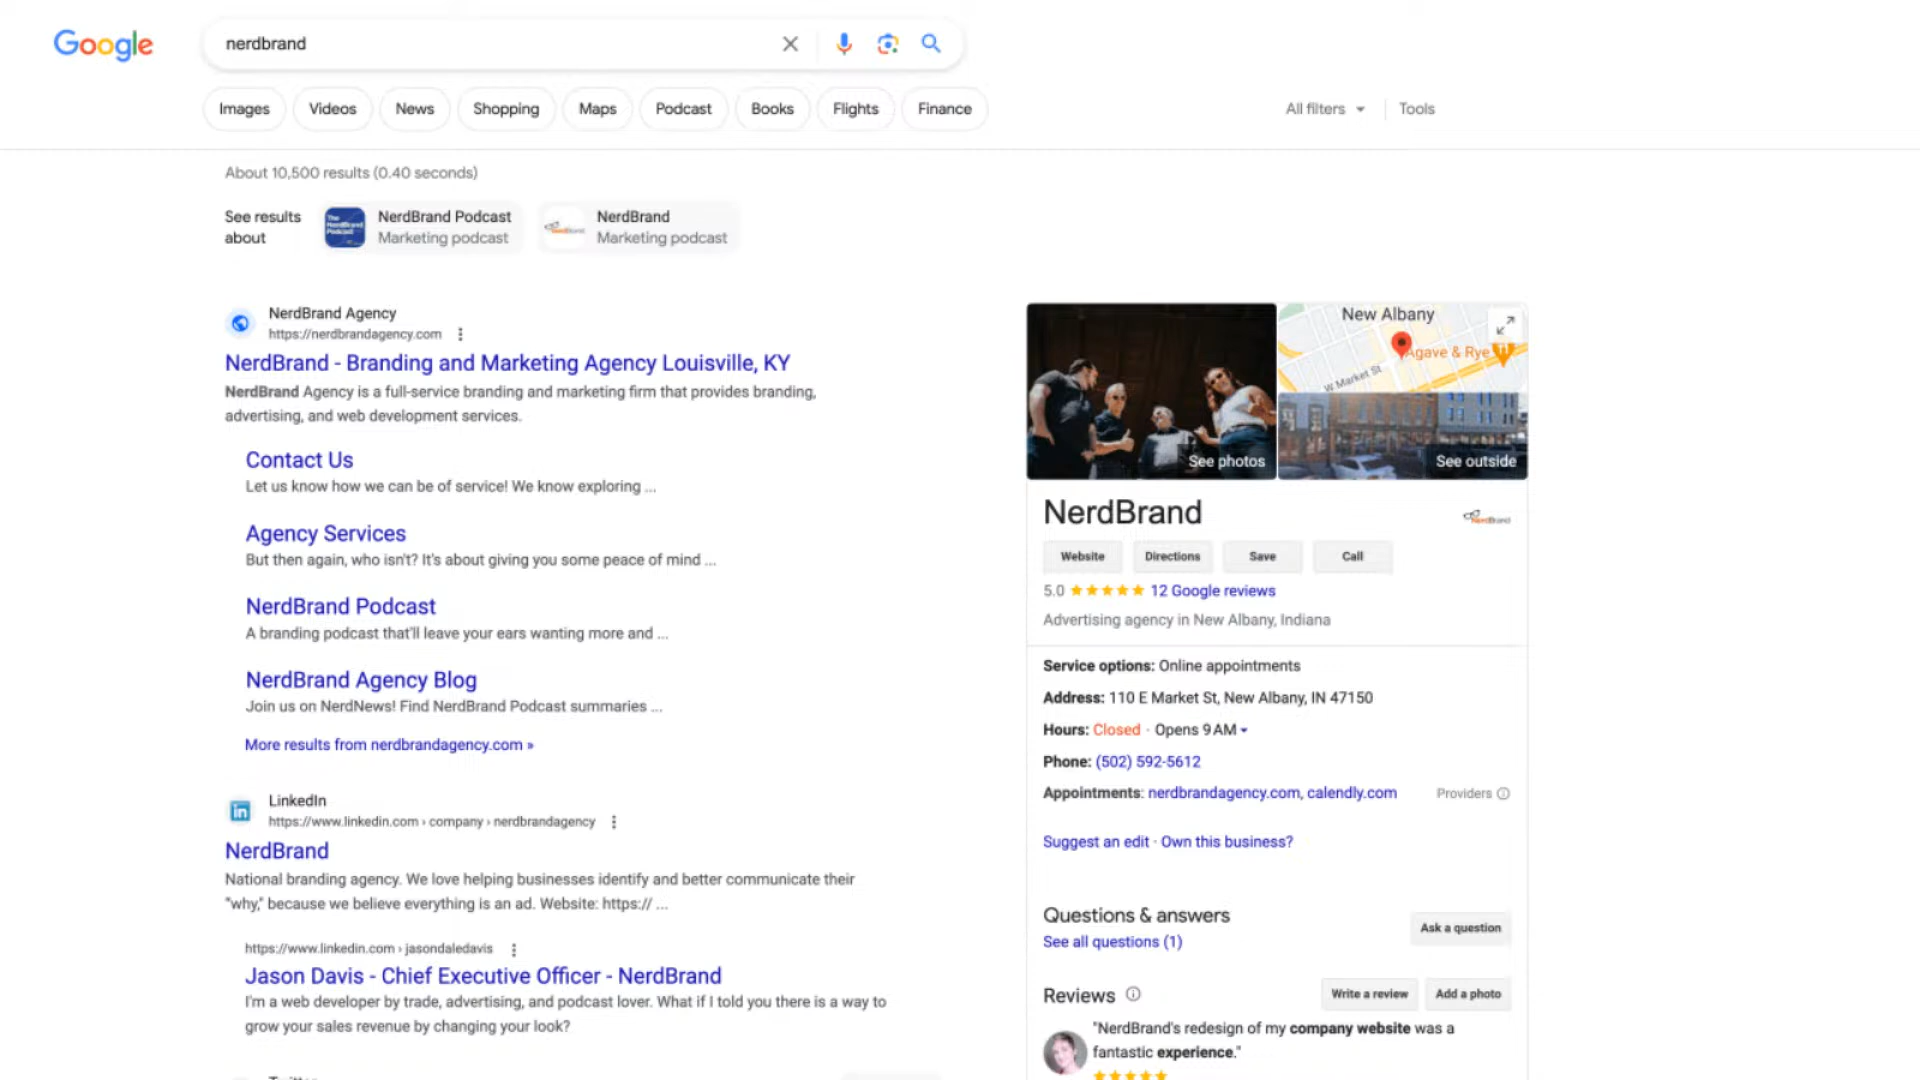 Google
nerdbrand
Images
Videos
News
Shopping
Maps
Podcast
Books
Flights
Finance
All filters
Tools
About 10,500 results (0.40 seconds)
See results
about
The
NerdBrand
Podcast
NerdBrand Podcast
Marketing podcast
NerdBrand
NerdBrand
Marketing podcast
NerdBrand Agency
https://nerdbrandagency.com
NerdBrand - Branding and Marketing Agency Louisville, KY
NerdBrand Agency is a full-service branding and marketing firm that provides branding,
advertising, and web development services.
Contact Us
Let us know how we can be of service! We know exploring ...
Agency Services
But then again, who isn't? It's about giving you some peace of mind ...
NerdBrand Podcast
A branding podcast that'll leave your ears wanting more and ...
NerdBrand Agency Blog
Join us on NerdNews! Find NerdBrand Podcast summaries ...
More results from nerdbrandagency.com »
in
LinkedIn
https://www.linkedin.com › company › nerdbrandagency
NerdBrand
National branding agency. We love helping businesses identify and better communicate their
"why," because we believe everything is an ad. Website: https:// ...
https://www.linkedin.com › jasondaledavis
Jason Davis - Chief Executive Officer - NerdBrand
I'm a web developer by trade, advertising, and podcast lover. What if I told you there is a way to
grow your sales revenue by changing your look?
See photos
New Albany
Agave & Rye
W Market St
See outside
NerdBrand
NerdBrand
Website
Directions
Save
Call
5.0 12 Google reviews
Advertising agency in New Albany, Indiana
Service options: Online appointments
Address: 110 E Market St, New Albany, IN 47150
Hours: Closed · Opens 9 AM
Phone: (502) 592-5612
Appointments: nerdbrandagency.com, calendly.com
Providers
Suggest an edit · Own this business?
Questions & answers
See all questions (1)
Ask a question
Reviews
Write a review
Add a photo
"NerdBrand's redesign of my company website was a
fantastic experience."